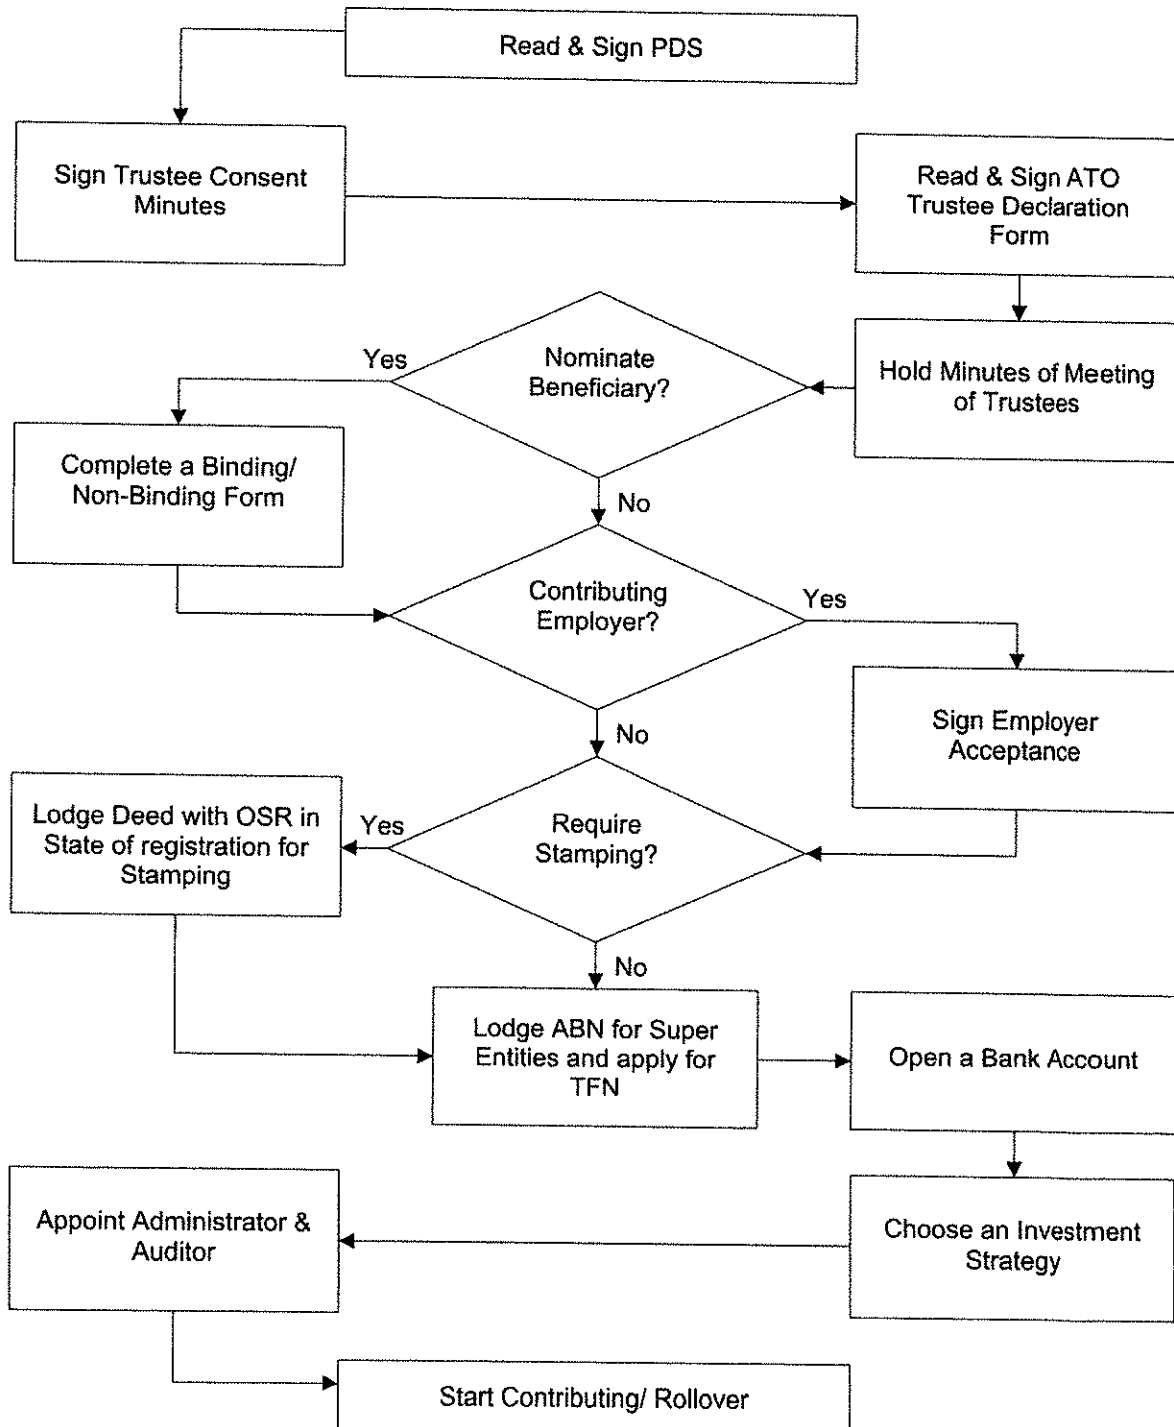 Read & Sign PDS
Sign Trustee Consent
Minutes
Read & Sign ATO
Trustee Declaration
Form
Hold Minutes of Meeting
of Trustees
Nominate
Beneficiary?
Yes
No
Complete a Binding/
Non-Binding Form
Contributing
Employer?
Yes
No
Sign Employer
Acceptance
Require
Stamping?
Yes
No
Lodge Deed with OSR in
State of registration for
Stamping
Lodge ABN for Super
Entities and apply for
TFN
Open a Bank Account
Choose an Investment
Strategy
Appoint Administrator &
Auditor
Start Contributing/ Rollover